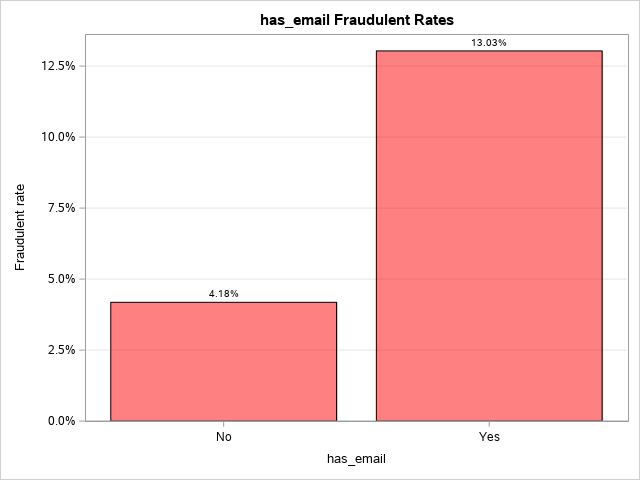 has_email Fraudulent Rates
13.03%
12.5%
10.0%
7.5%
5.0%
4.18%
2.5%
0.0%
Fraudulent rate
No
Yes
has_email